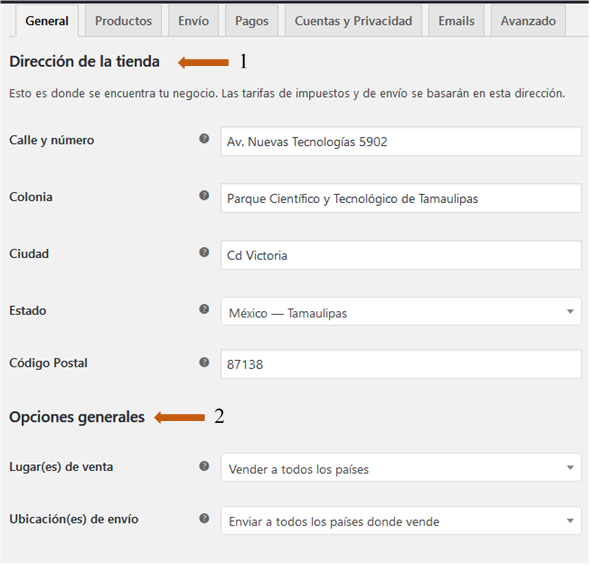 General Productos Envío Pagos Cuentas y Privacidad Emails Avanzado
Dirección de la tienda 1
Esto es donde se encuentra tu negocio. Las tarifas de impuestos y de envío se basarán en esta dirección.
Calle y número ? Av. Nuevas Tecnologías 5902
Colonia ? Parque Científico y Tecnológico de Tamaulipas
Ciudad ? Cd Victoria
Estado ? México — Tamaulipas
Código Postal ? 87138
Opciones generales 2
Lugar(es) de venta ? Vender a todos los países
Ubicación(es) de envío ? Enviar a todos los países donde vende